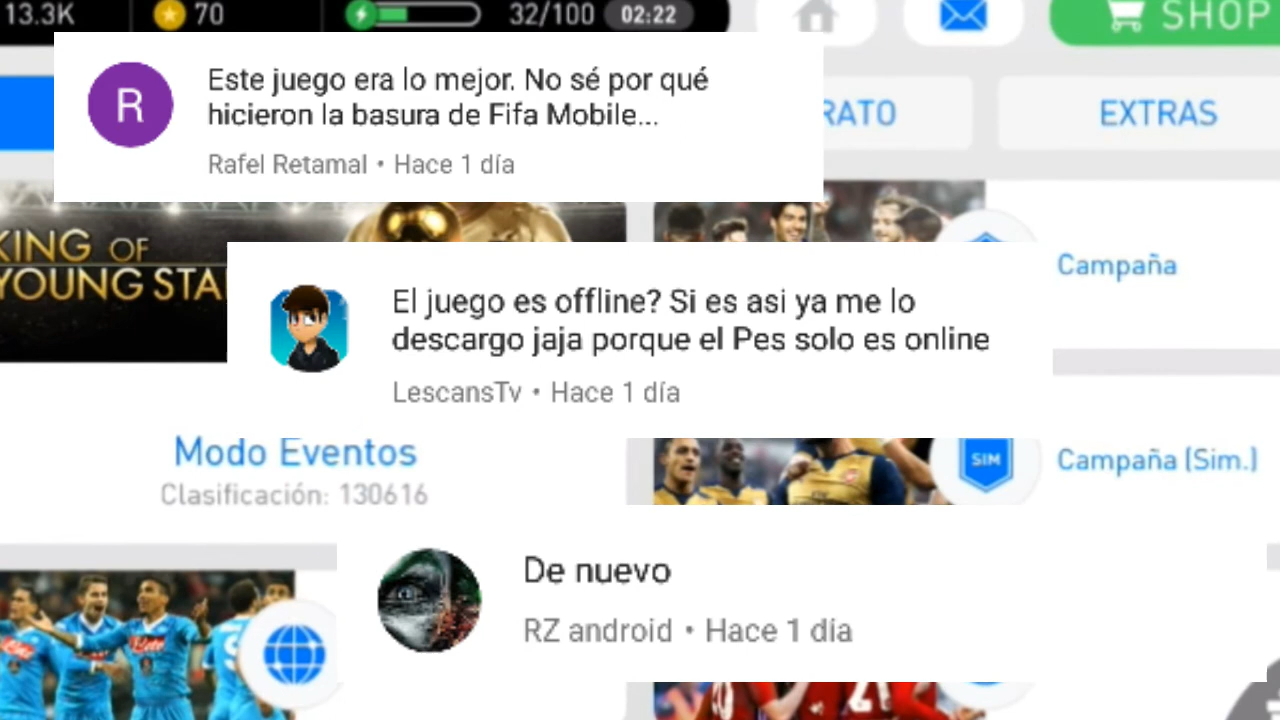 13.3K
70
32/100
02:22
SHOP
R
Este juego era lo mejor. No sé por qué
hicieron la basura de Fifa Mobile...
Rafel Retamal • Hace 1 día
RATO
EXTRAS
KING OF
YOUNG STA
Campaña
El juego es offline? Si es asi ya me lo
descargo jaja porque el Pes solo es online
LescansTv • Hace 1 día
Modo Eventos
Clasificación: 130616
SIM
Campaña (Sim.)
De nuevo
RZ android • Hace 1 día